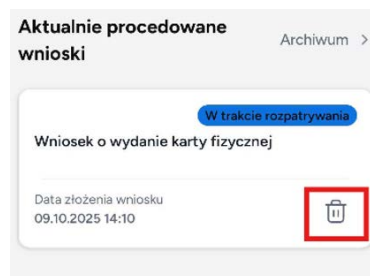 Aktualnie procedowane
wnioski
Archiwum >
W trakcie rozpatrywania
Wniosek o wydanie karty fizycznej
Data złożenia wniosku
09.10.2025 14:10